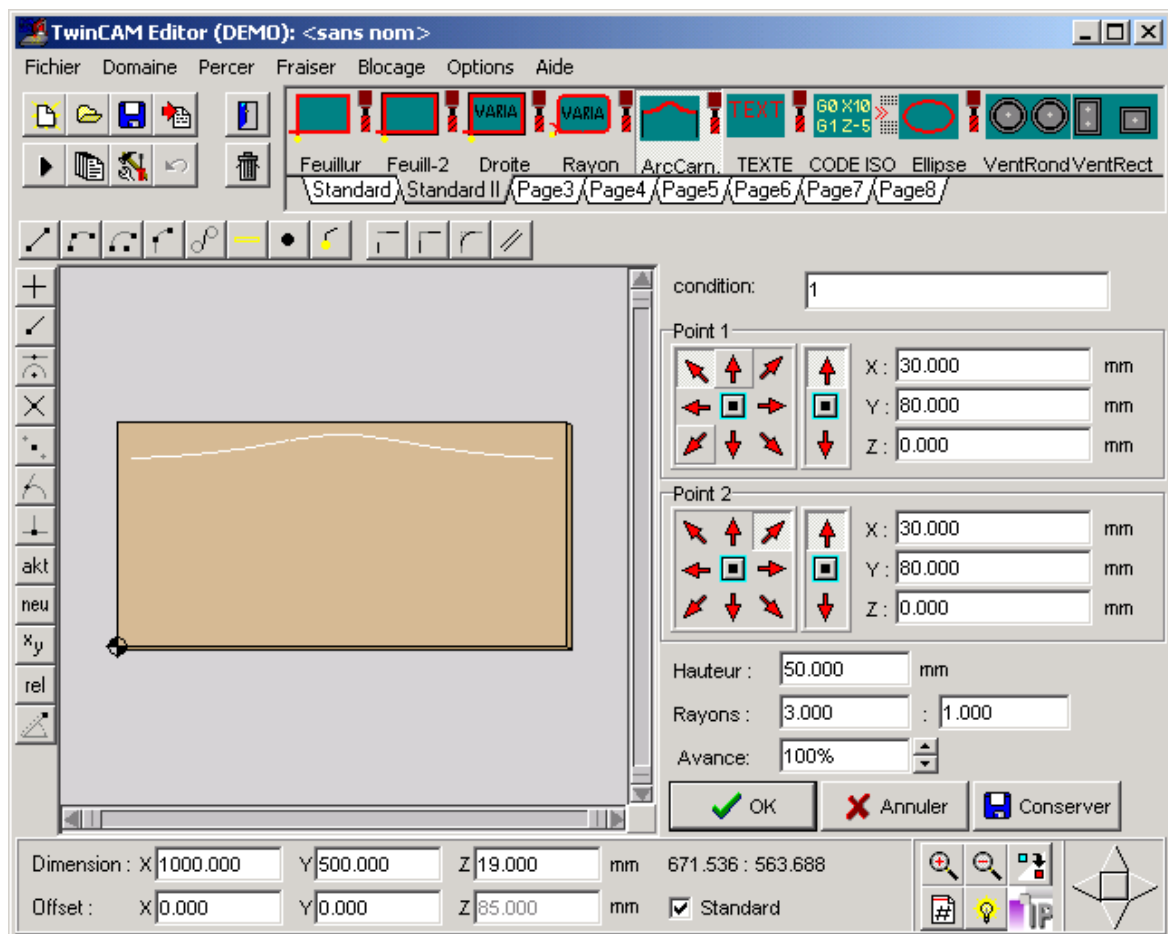 TwinCAM Editor (DEMO): <sans nom>
Fichier Domaine Percer Fraiser Blocage Options Aide
VARIA VARIA TEXT G0 X10
G1 Z-5
Feuillur Feuill-2 Droite Rayon ArcCarn. TEXTE CODE ISO Ellipse VentRond VentRect
Standard Standard II Page3 Page4 Page5 Page6 Page7 Page8
condition: 1
Point 1
X : 30.000 mm
Y : 80.000 mm
Z : 0.000 mm
Point 2
X : 30.000 mm
Y : 80.000 mm
Z : 0.000 mm
akt
neu
xy
rel
Hauteur : 50.000 mm
Rayons : 3.000 : 1.000
Avance: 100%
OK Annuler Conserver
Dimension : X 1000.000 Y 500.000 Z 19.000 mm 671.536 : 563.688
Offset : X 0.000 Y 0.000 Z 85.000 mm Standard
IP